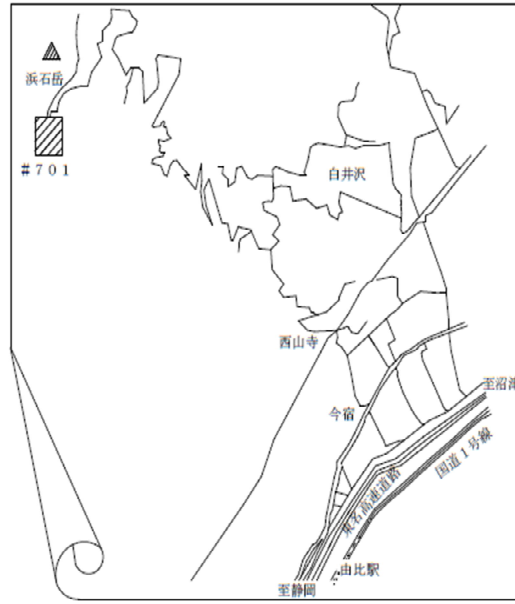 浜石岳
#701
白井沢
西山寺
今宿
至沼津
国道1号線
東名高速道路
由比駅
至静岡